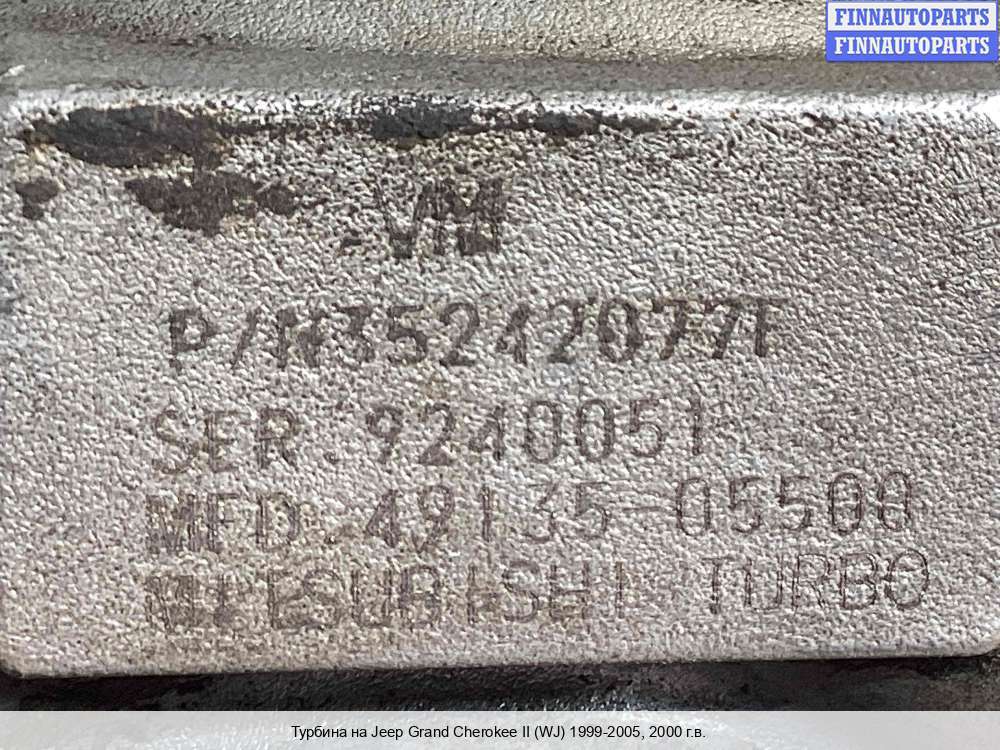 FINNAUTOPARTS
FINNAUTOPARTS
VM
P/N35242077F
SER.9240051
MFD.49135-05500
MITSUBISHI TURBO
Турбина на Jeep Grand Cherokee II (WJ) 1999-2005, 2000 г.в.